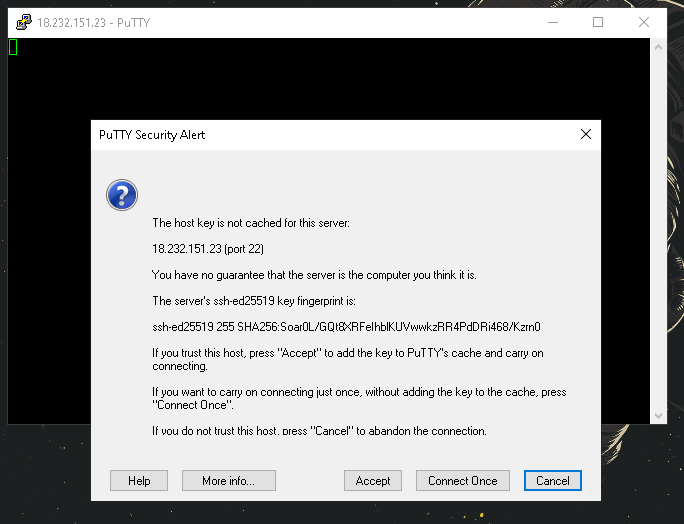 18.232.151.23 - PuTTY
PuTTY Security Alert
The host key is not cached for this server:
18.232.151.23 (port 22)
You have no guarantee that the server is the computer you think it is.
The server's ssh-ed25519 key fingerprint is:
ssh-ed25519 255 SHA256:Soar0L/GQt8XRFeIhblKUVwwkzRR4PdDRi468/Kzrn0
If you trust this host, press "Accept" to add the key to PuTTY's cache and carry on
connecting.
If you want to carry on connecting just once, without adding the key to the cache, press
"Connect Once".
If you do not trust this host, press "Cancel" to abandon the connection.
Help
More info...
Accept
Connect Once
Cancel